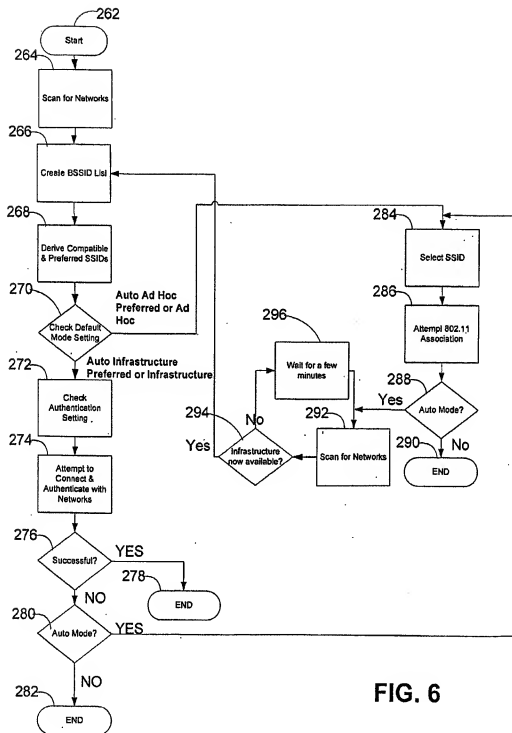 262
Start
264
Scan for Networks
266
Create BSSID List
268
Derive Compatible
& Preferred SSIDs
270
Check Default
Mode Setting
Auto Ad Hoc
Preferred or Ad
Hoc
Auto Infrastructure
Preferred or Infrastructure
272
Check
Authentication
Setting
274
Attempt to
Connect &
Authenticate with
Networks
276
Successful?
YES
278
END
NO
280
Auto Mode?
YES
NO
282
END
284
Select SSID
286
Attempt 802.11
Association
288
Auto Mode?
Yes
No
290
END
296
Wait for a few
minutes
292
Scan for Networks
294
Infrastructure
now available?
No
Yes
FIG. 6